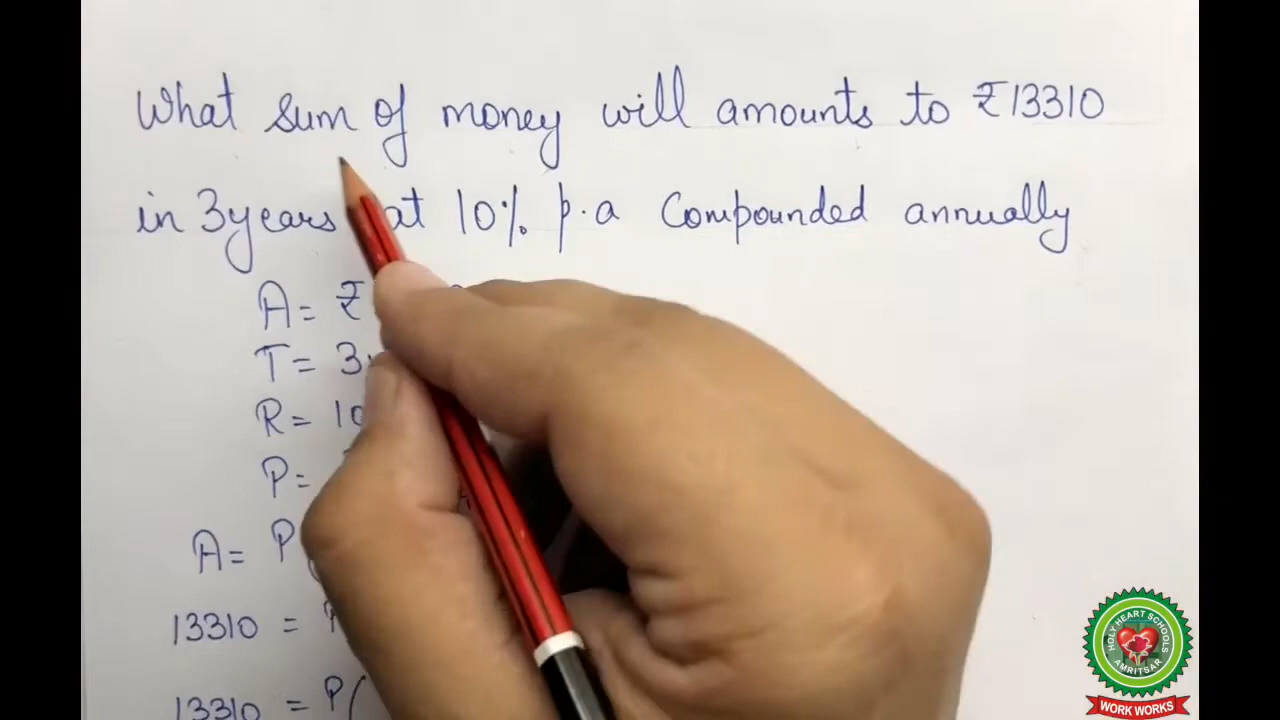 What sum of money will amounts to ₹13310
in 3years at 10% p.a Compounded annually
A= ₹
T= 3
R= 10
P=
A= P
13310 = P
13310 = P(
HOLY HEART SCHOOLS
AMRITSAR
WORK WORKS